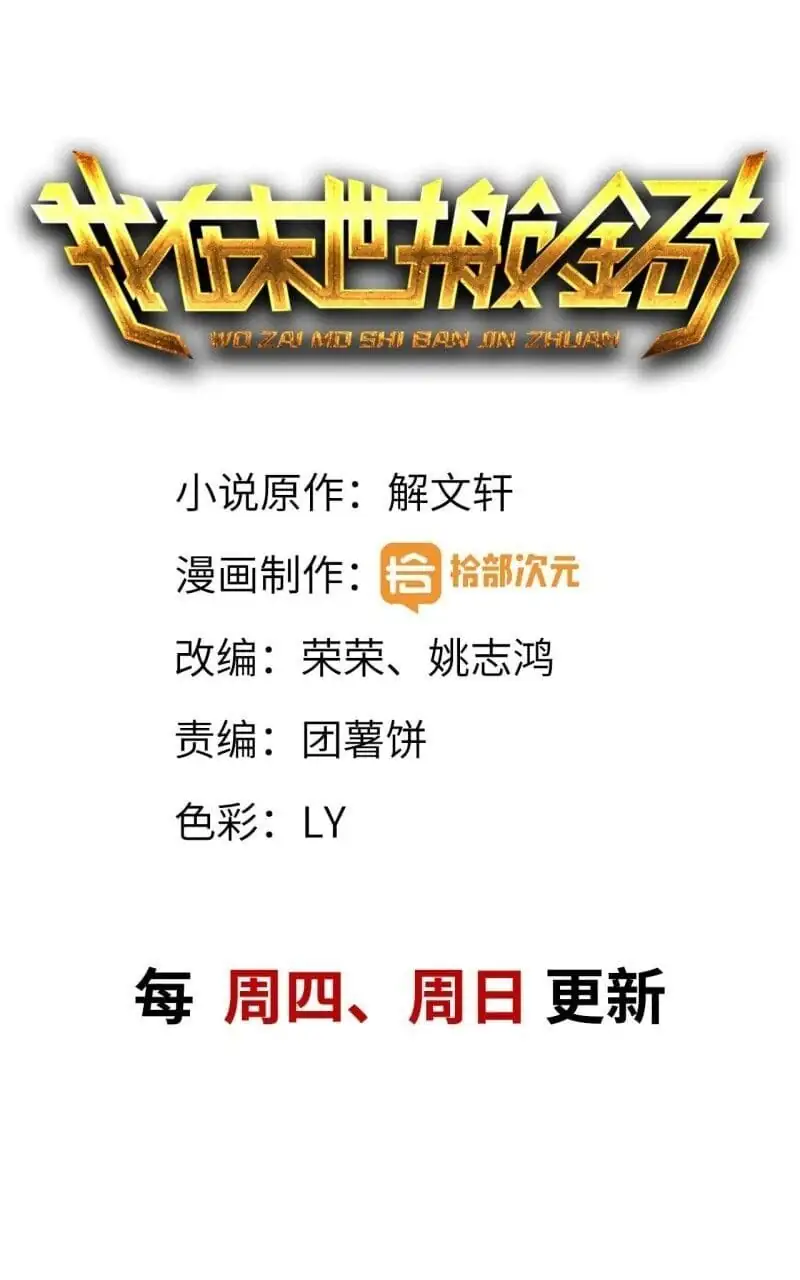 我在末世搬金砖
WO ZAI MO SHI BAN JIN ZHUAN
小说原作：解文轩
漫画制作：拾 拾部次元
改编：荣荣、姚志鸿
责编：团薯饼
色彩：LY
每 周四、周日 更新